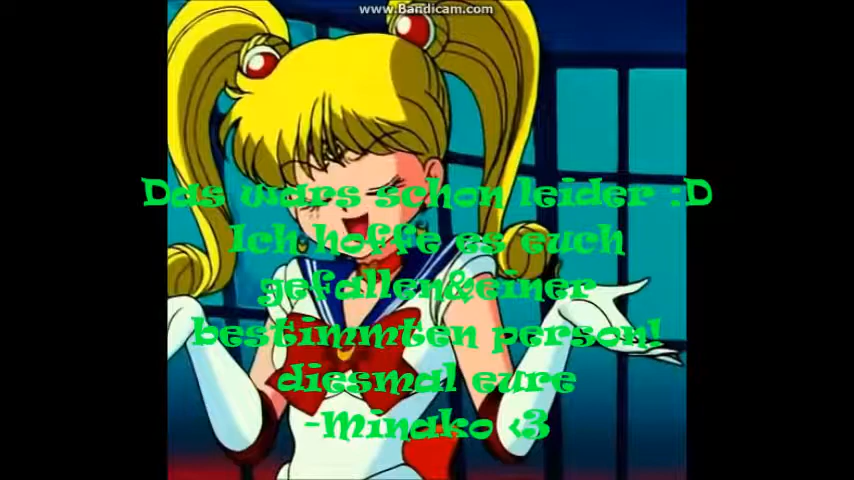 www.Bandicam.com
Das wars schon leider :D
Ich hoffe es euch
gefallen&einer
bestimmten person!
diesmal eure
-Minako <3